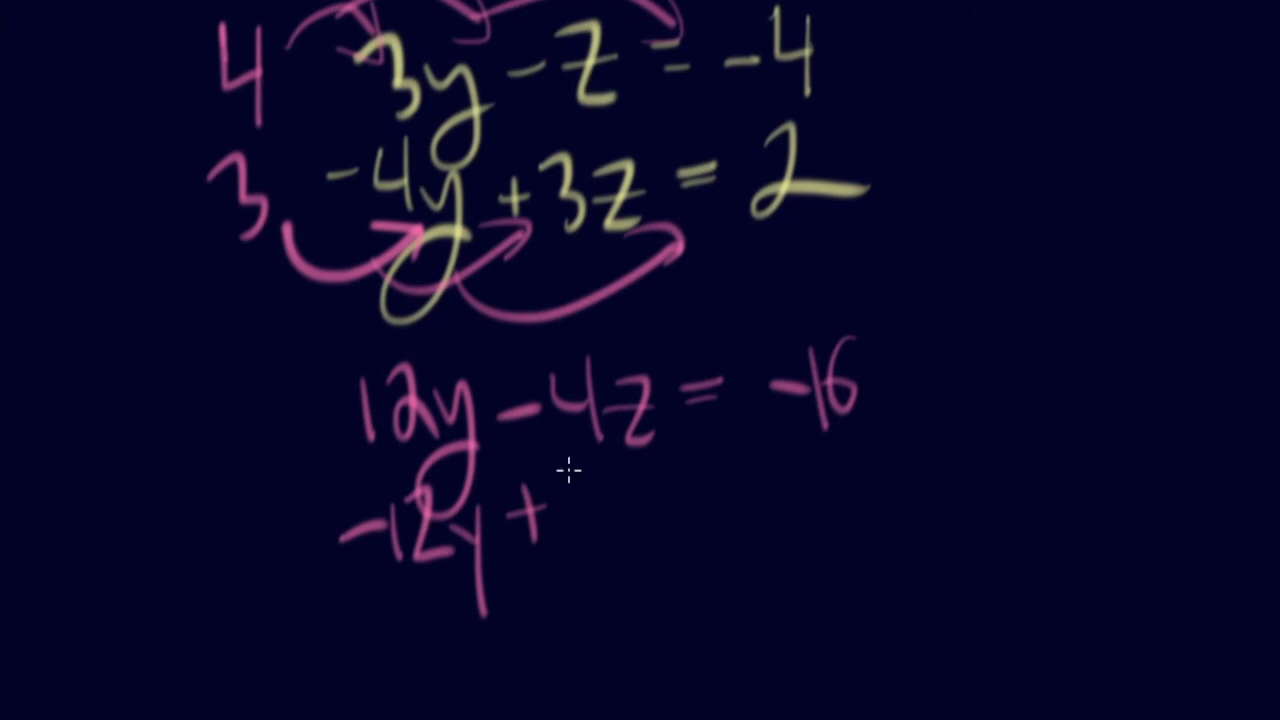 4 3y - z = -4
3 -4y + 3z = 2
12y - 4z = -16
-12y +